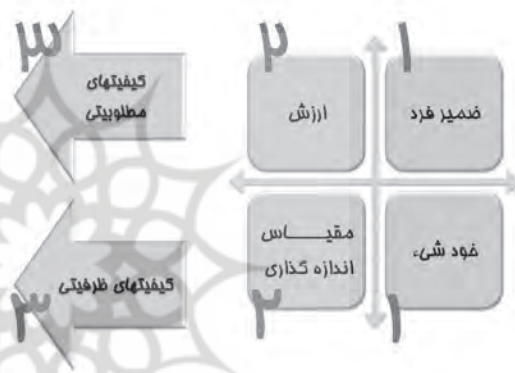 ۱
ضمیر فرد
۲
ارزش
۳
کیفیتهای
مطلوبیتی
خود شیء
۱
مقیـــاس
اندازه گذاری
۲
کیفیتهای ظرفیتی
۳